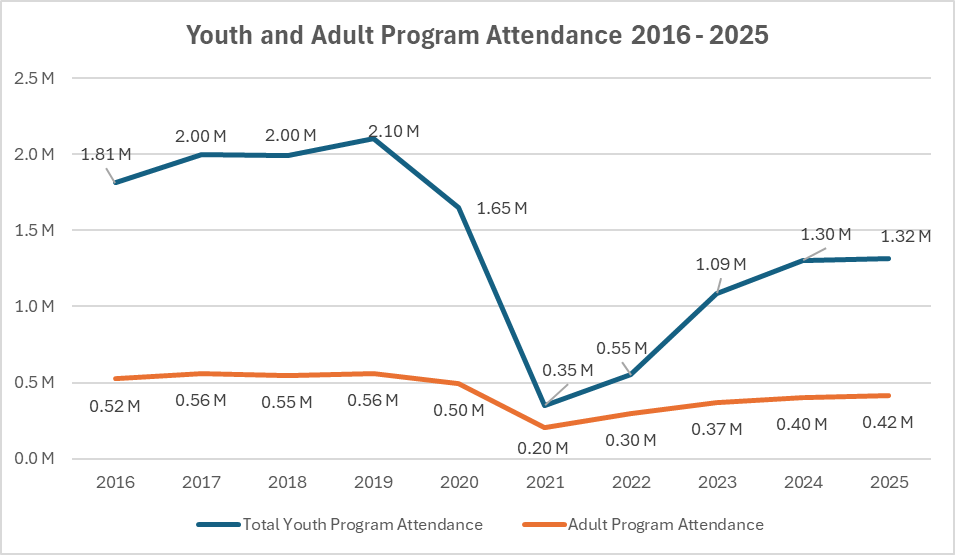 Youth and Adult Program Attendance 2016 - 2025
2.5 M
2.0 M
1.5 M
1.0 M
0.5 M
0.0 M
1.81 M
2.00 M
2.00 M
2.10 M
1.65 M
0.35 M
0.55 M
1.09 M
1.30 M
1.32 M
0.52 M
0.56 M
0.55 M
0.56 M
0.50 M
0.20 M
0.30 M
0.37 M
0.40 M
0.42 M
2016 2017 2018 2019 2020 2021 2022 2023 2024 2025
Total Youth Program Attendance Adult Program Attendance